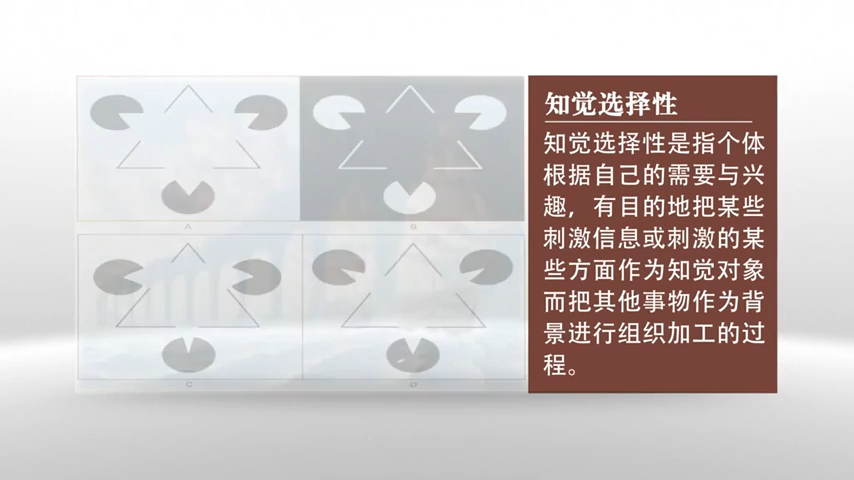 知觉选择性
知觉选择性是指个体
根据自己的需要与兴
趣，有目的地把某些
刺激信息或刺激的某
些方面作为知觉对象
而把其他事物作为背
景进行组织加工的过
程。
A
B
C
D